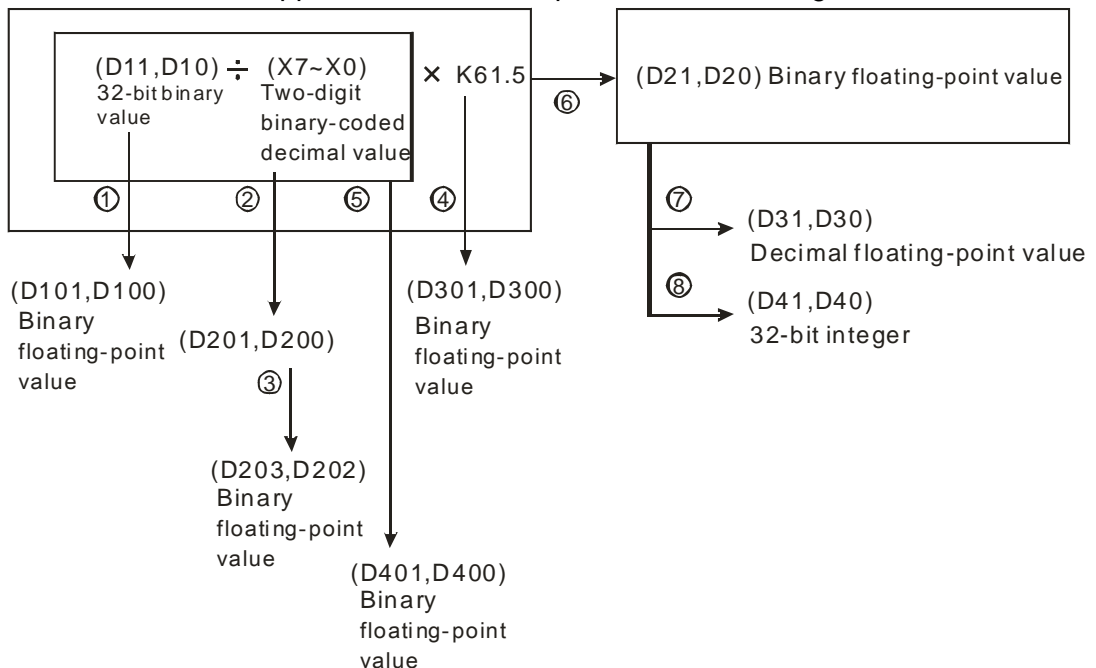 (D11,D10) ÷ (X7~X0) × K61.5
32-bit binary value
Two-digit
binary-coded
decimal value
⑥
(D21,D20) Binary floating-point value
①
②
⑤
④
⑦
(D31,D30)
Decimal floating-point value
⑧
(D41,D40)
32-bit integer
(D101,D100)
Binary
floating-point
value
(D201,D200)
③
(D203,D202)
Binary
floating-point
value
(D301,D300)
Binary
floating-point
value
(D401,D400)
Binary
floating-point
value